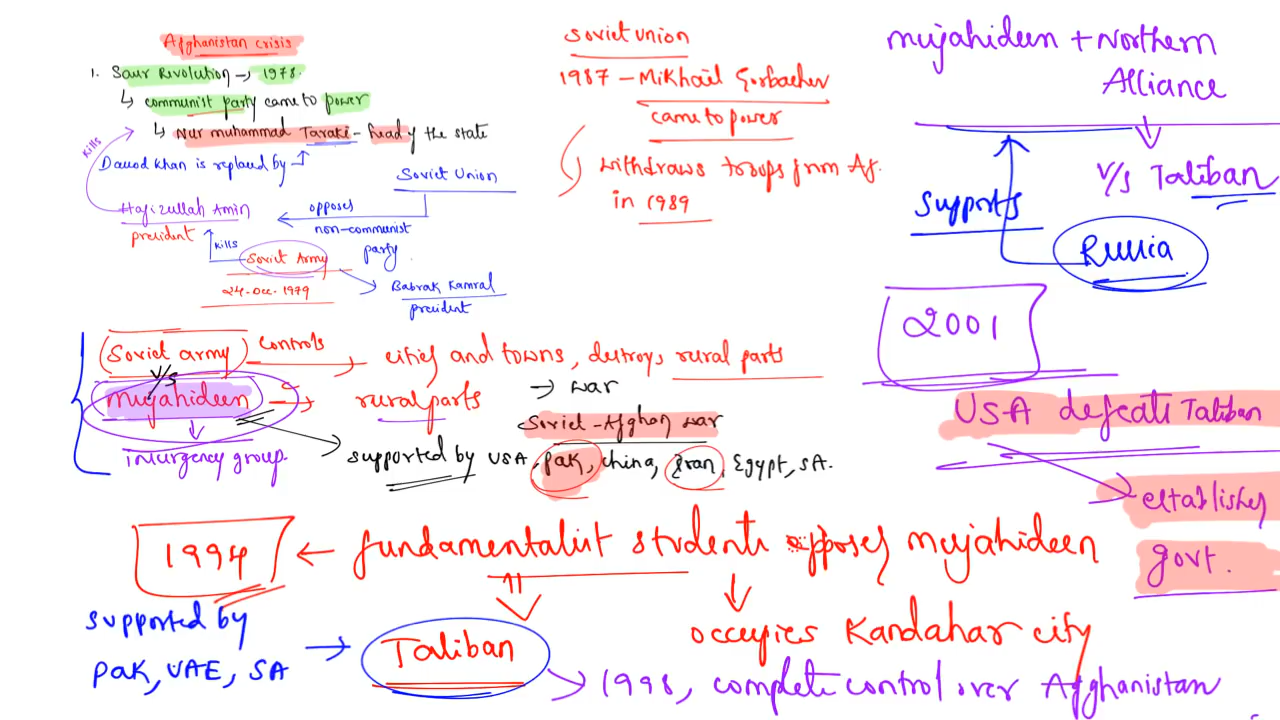 Afghanistan crisis
1. Saur Revolution → 1978
↳ communist party came to power
↳ Nur muhammad Taraki - head of the state
kills
Dawod khan is replaced by
Soviet Union
Hafizullah Amin
president
opposes
non-communist
party
kills
Soviet Army
24-Dec-1979
Babrak Kamral
president
Soviet Union
1987 - Mikhail Gorbachev
came to power
withdraws troops from Af.
in 1989
mujahideen + Northern
Alliance
V/s Taliban
Supports
Russia
2001
USA defeats Taliban
establishes
govt.
Soviet army controls → cities and towns, destroys rural parts
V/s
mujahideen → rural parts
→ war
Soviet-Afghan war
insurgency group.
supported by USA, Pak, china, Iran, Egypt, SA.
1994 ← fundamentalist students opposes mujahideen
supported by
Pak, UAE, SA → Taliban
occupies Kandahar city
→ 1998, complete control over Afghanistan